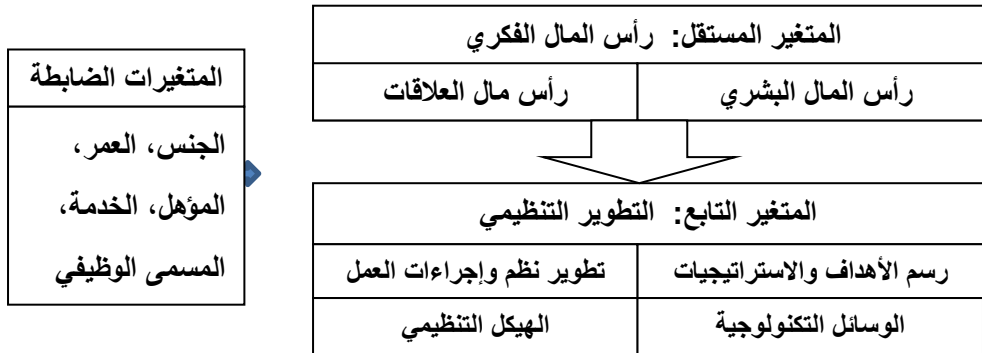 المتغير المستقل: رأس المال الفكري
رأس المال البشري
رأس مال العلاقات
المتغير التابع: التطوير التنظيمي
رسم الأهداف والاستراتيجيات
تطوير نظم وإجراءات العمل
الوسائل التكنولوجية
الهيكل التنظيمي
المتغيرات الضابطة
الجنس، العمر،
المؤهل، الخدمة،
المسمى الوظيفي